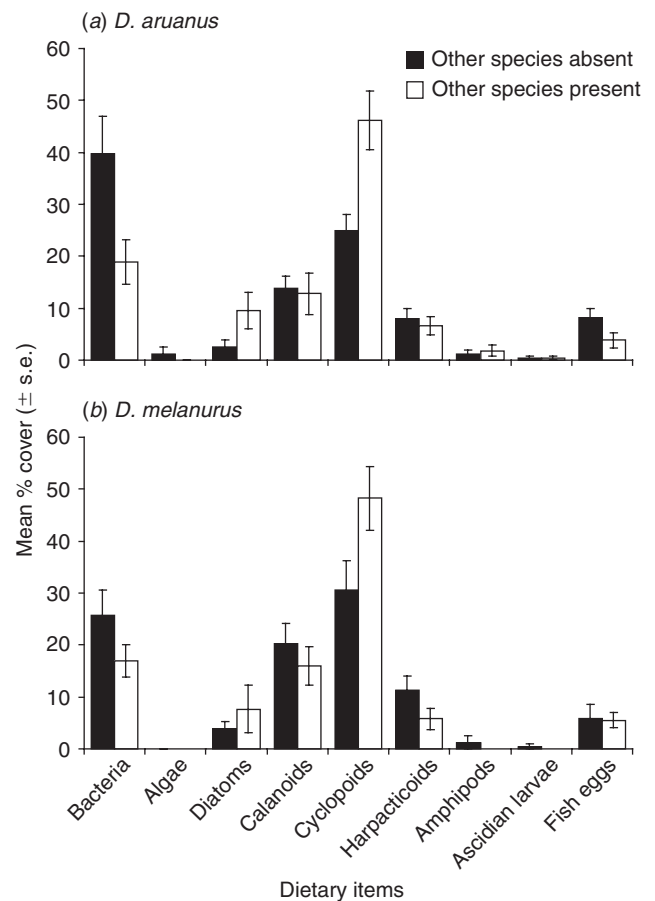 (a) D. aruanus
Other species absent
Other species present
60
50
40
30
20
10
0
Mean % cover (± s.e.)
(b) D. melanurus
60
50
40
30
20
10
0
Bacteria
Algae
Diatoms
Calanoids
Cyclopoids
Harpacticoids
Amphipods
Ascidian larvae
Fish eggs
Dietary items